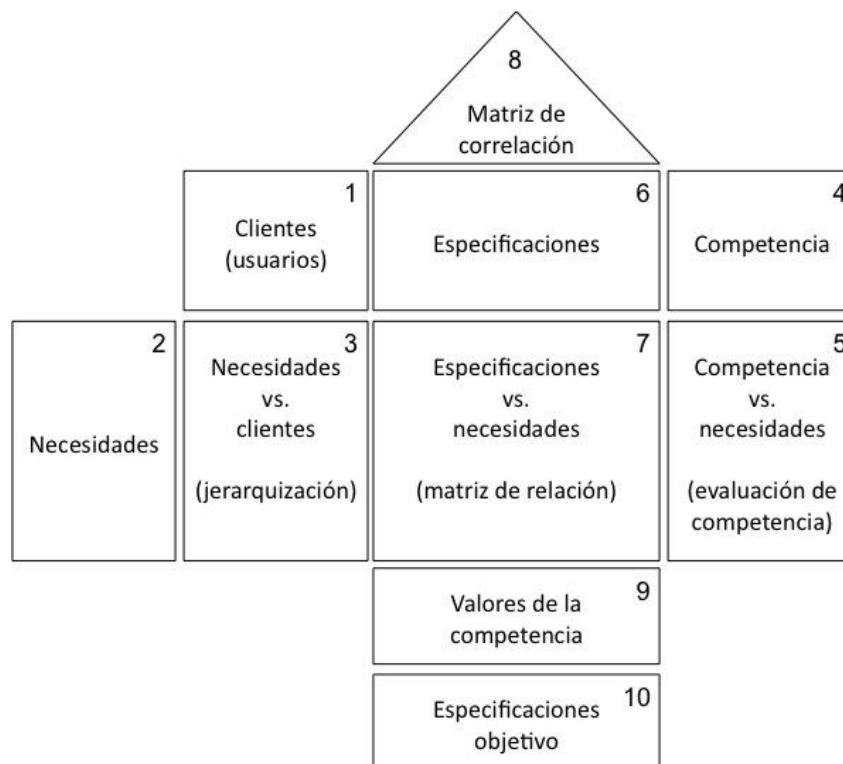 8
Matriz de
correlación
1
Clientes
(usuarios)
6
Especificaciones
4
Competencia
2
Necesidades
3
Necesidades
vs.
clientes
(jerarquización)
7
Especificaciones
vs.
necesidades
(matriz de relación)
5
Competencia
vs.
necesidades
(evaluación de
competencia)
9
Valores de la
competencia
10
Especificaciones
objetivo